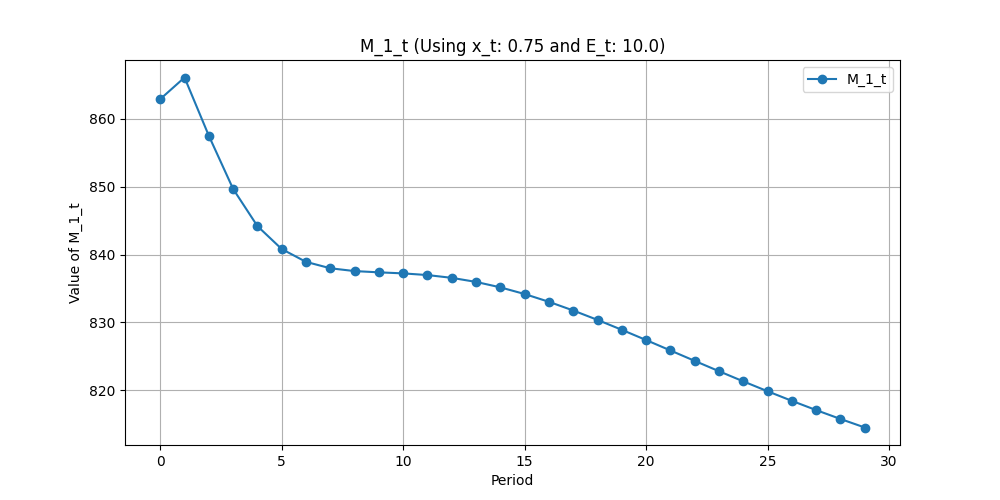 M_1_t (Using x_t: 0.75 and E_t: 10.0)
M_1_t
Value of M_1_t
860
850
840
830
820
0 5 10 15 20 25 30
Period